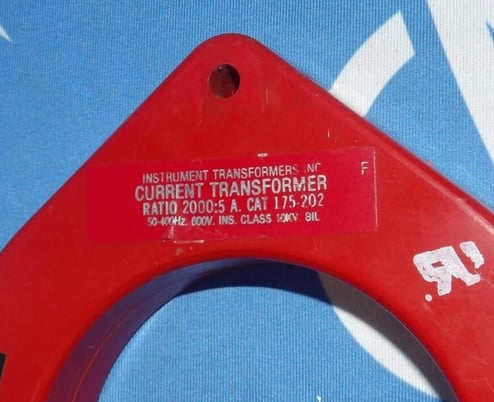 INSTRUMENT TRANSFORMERS INC
F
CURRENT TRANSFORMER
RATIO 2000:5 A. CAT 175-202
50-400Hz. 600V. INS. CLASS 10KV BIL